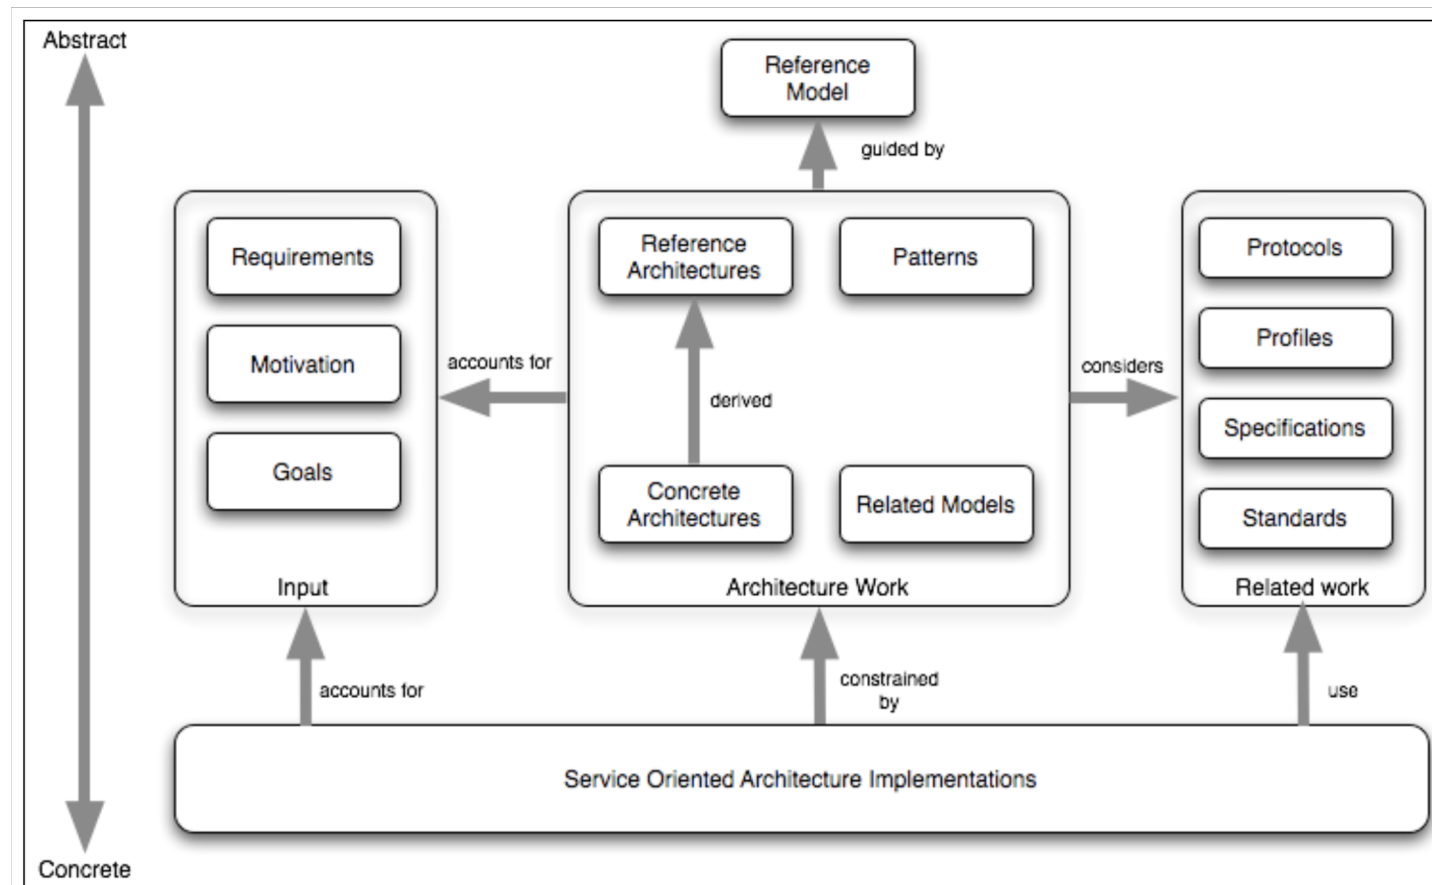 Abstract
Reference
Model
guided by
Requirements
Motivation
Goals
Input
accounts for
Reference
Architectures
Patterns
derived
Concrete
Architectures
Related Models
Architecture Work
considers
Protocols
Profiles
Specifications
Standards
Related work
accounts for
constrained
by
use
Service Oriented Architecture Implementations
Concrete